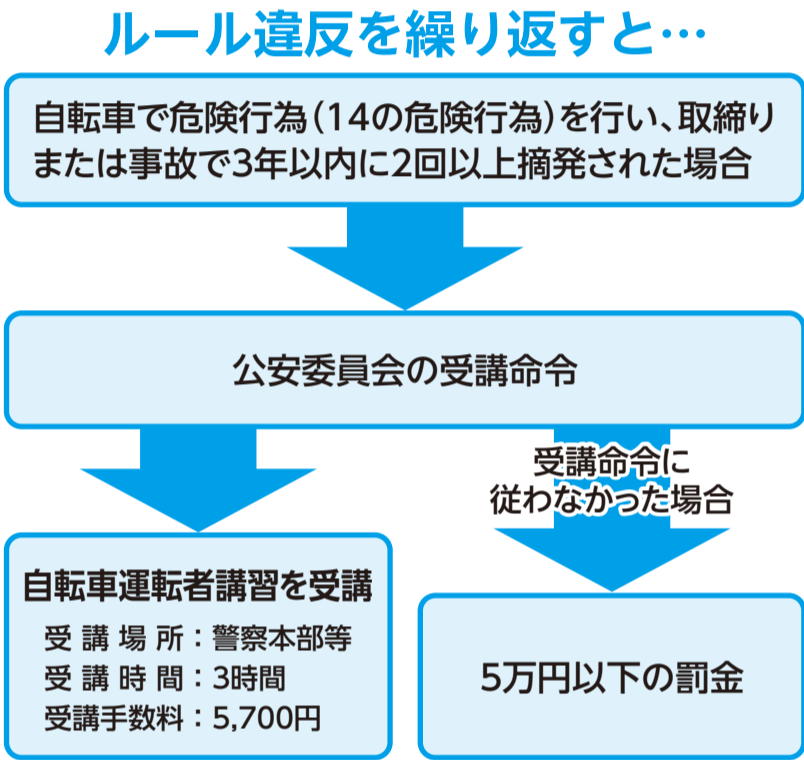 ルール違反を繰り返すと…
自転車で危険行為(14の危険行為)を行い、取締り
または事故で3年以内に2回以上摘発された場合
公安委員会の受講命令
受講命令に
従わなかった場合
自転車運転者講習を受講
受講場所：警察本部等
受講時間：3時間
受講手数料：5,700円
5万円以下の罰金